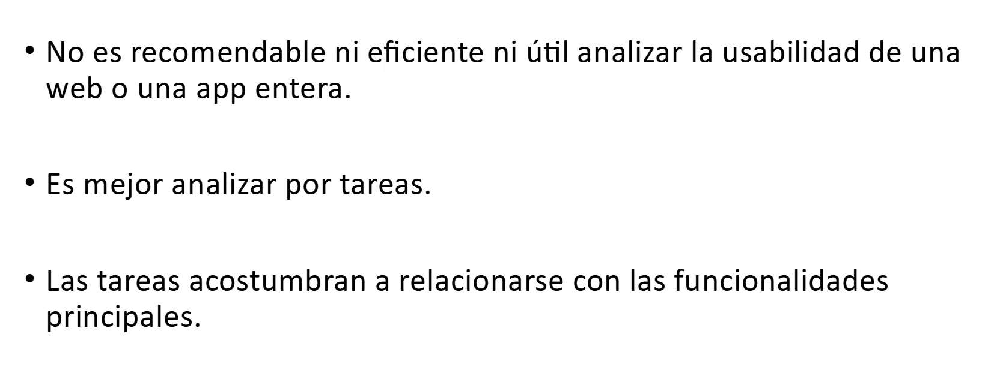 • No es recomendable ni eficiente ni útil analizar la usabilidad de una
web o una app entera.
• Es mejor analizar por tareas.
• Las tareas acostumbran a relacionarse con las funcionalidades
principales.